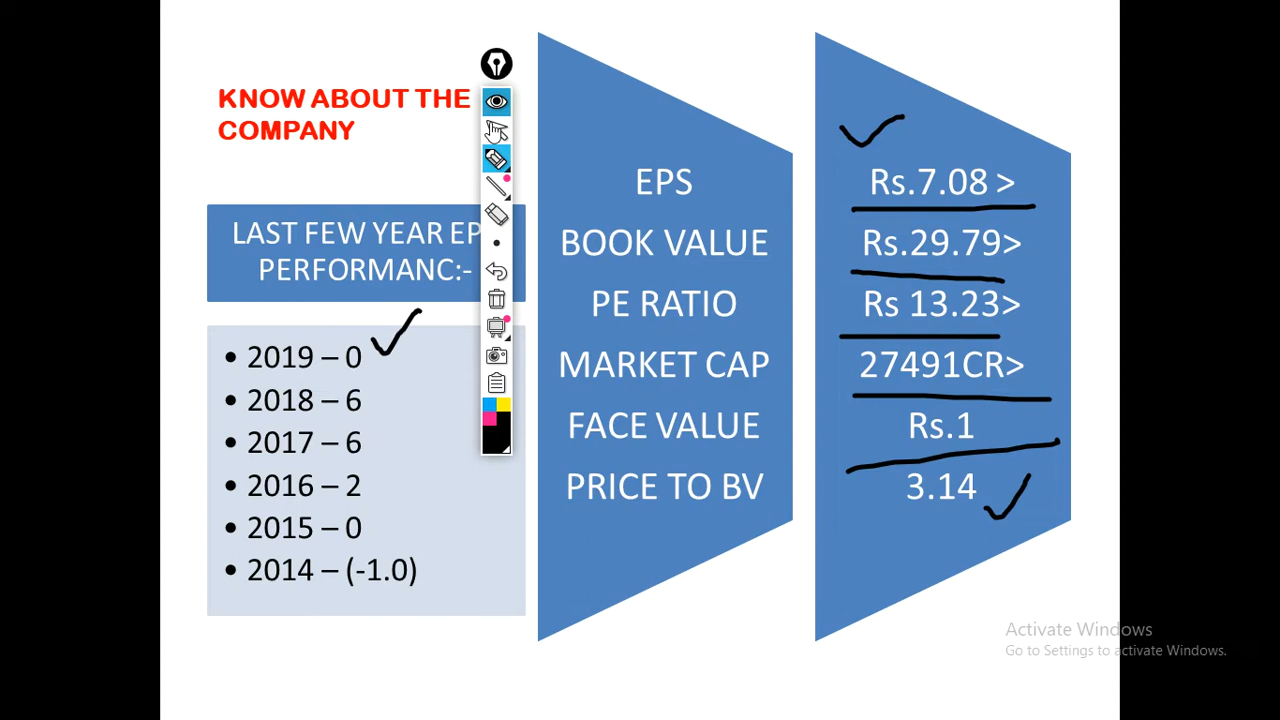 KNOW ABOUT THE
COMPANY
LAST FEW YEAR EP
PERFORMANC:-
• 2019 – 0
• 2018 – 6
• 2017 – 6
• 2016 – 2
• 2015 – 0
• 2014 – (-1.0)
EPS
BOOK VALUE
PE RATIO
MARKET CAP
FACE VALUE
PRICE TO BV
Rs.7.08 >
Rs.29.79>
Rs 13.23>
27491CR>
Rs.1
3.14
Activate Windows
Go to Settings to activate Windows.